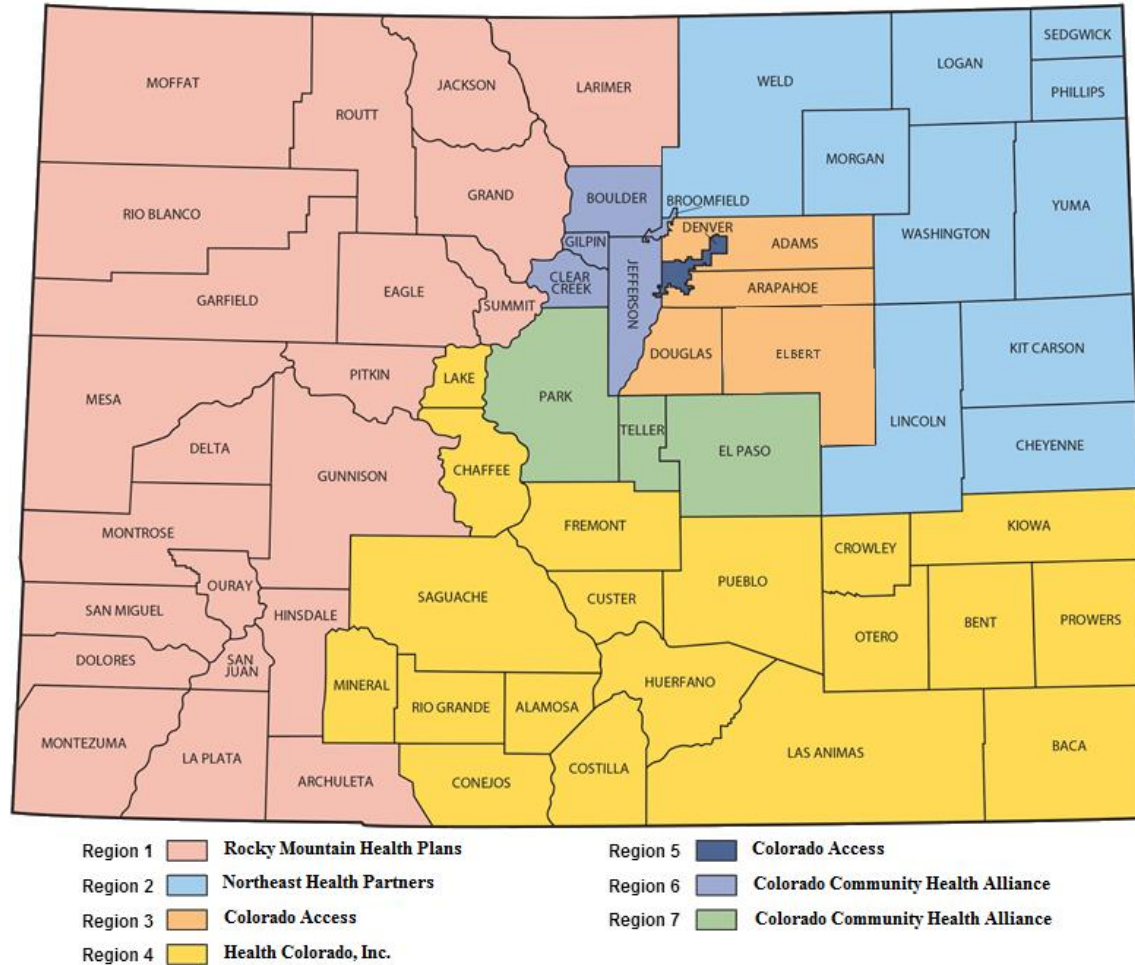 SEDGWICK
LOGAN
MOFFAT
JACKSON
LARIMER
WELD
PHILLIPS
ROUTT
MORGAN
GRAND
BOULDER
BROOMFIELD
YUMA
RIO BLANCO
DENVER
WASHINGTON
GILPIN
ADAMS
CLEAR
CREEK
JEFFERSON
EAGLE
ARAPAHOE
GARFIELD
SUMMIT
KIT CARSON
DOUGLAS
ELBERT
PITKIN
LAKE
MESA
PARK
LINCOLN
TELLER
CHEYENNE
DELTA
EL PASO
CHAFFEE
GUNNISON
FREMONT
KIOWA
MONTROSE
CROWLEY
PUEBLO
OURAY
SAGUACHE
CUSTER
SAN MIGUEL
HINSDALE
BENT
PROWERS
OTERO
DOLORES
SAN
JUAN
HUERFANO
MINERAL
RIO GRANDE
ALAMOSA
MONTEZUMA
BACA
LA PLATA
LAS ANIMAS
COSTILLA
ARCHULETA
CONEJOS
Region 1 Rocky Mountain Health Plans
Region 2 Northeast Health Partners
Region 3 Colorado Access
Region 4 Health Colorado, Inc.
Region 5 Colorado Access
Region 6 Colorado Community Health Alliance
Region 7 Colorado Community Health Alliance